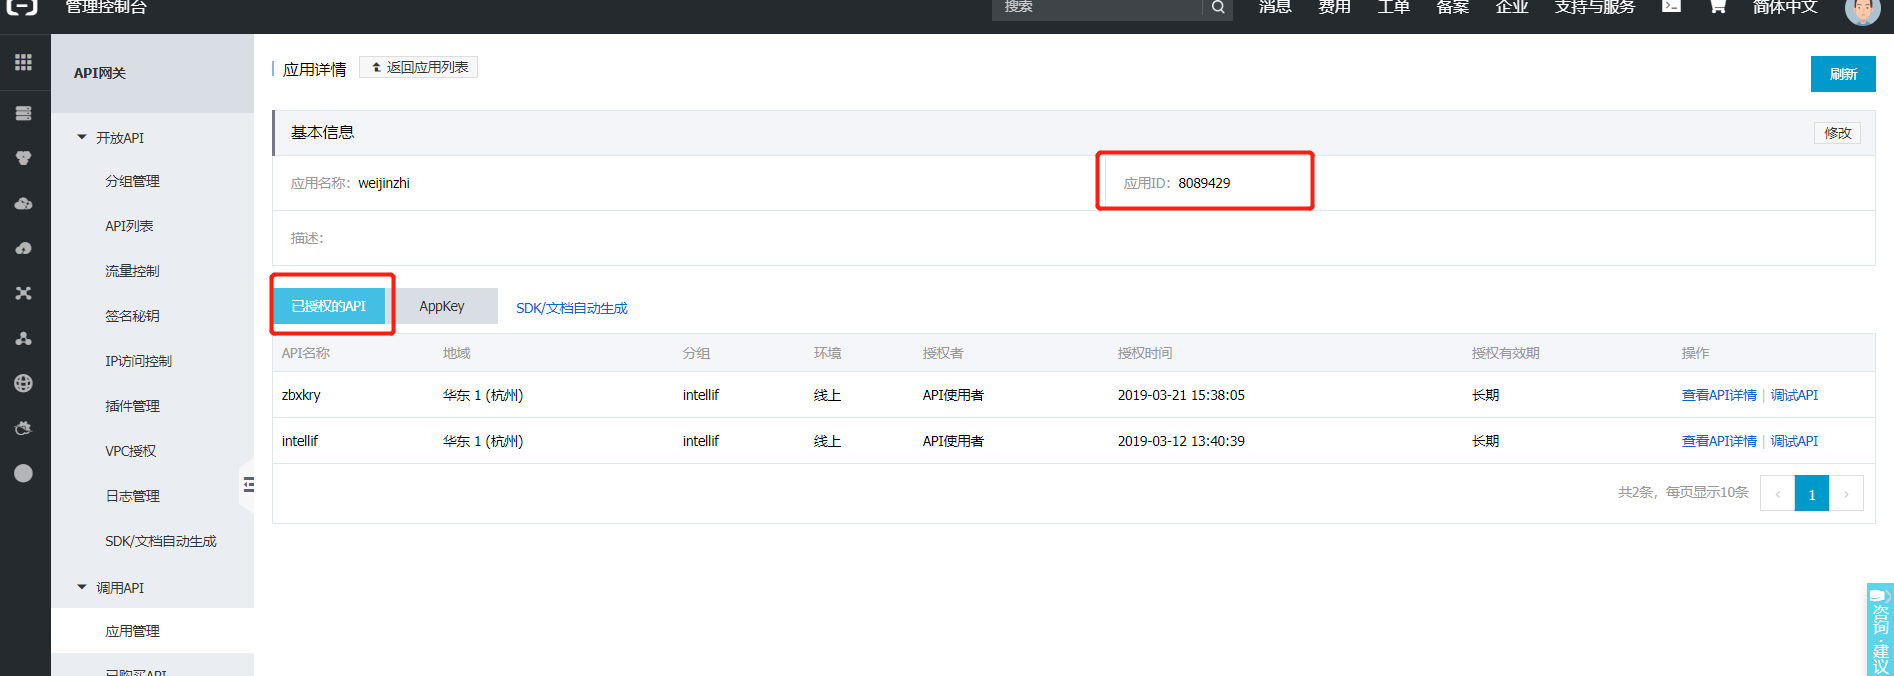 管理控制台
搜索
消息 费用 工单 备案 企业 支持与服务 简体中文
API网关
开放API
分组管理
API列表
流量控制
签名秘钥
IP访问控制
插件管理
VPC授权
日志管理
SDK/文档自动生成
调用API
应用管理
已购买API
应用详情 返回应用列表
刷新
基本信息
修改
应用名称: weijinzhi
应用ID: 8089429
描述:
已授权的API AppKey SDK/文档自动生成
API名称 地域 分组 环境 授权者 授权时间 授权有效期 操作
zbxkry 华东 1 (杭州) intellif 线上 API使用者 2019-03-21 15:38:05 长期 查看API详情 | 调试API
intellif 华东 1 (杭州) intellif 线上 API使用者 2019-03-12 13:40:39 长期 查看API详情 | 调试API
共2条, 每页显示10条 ‹ 1 ›
咨询·建议